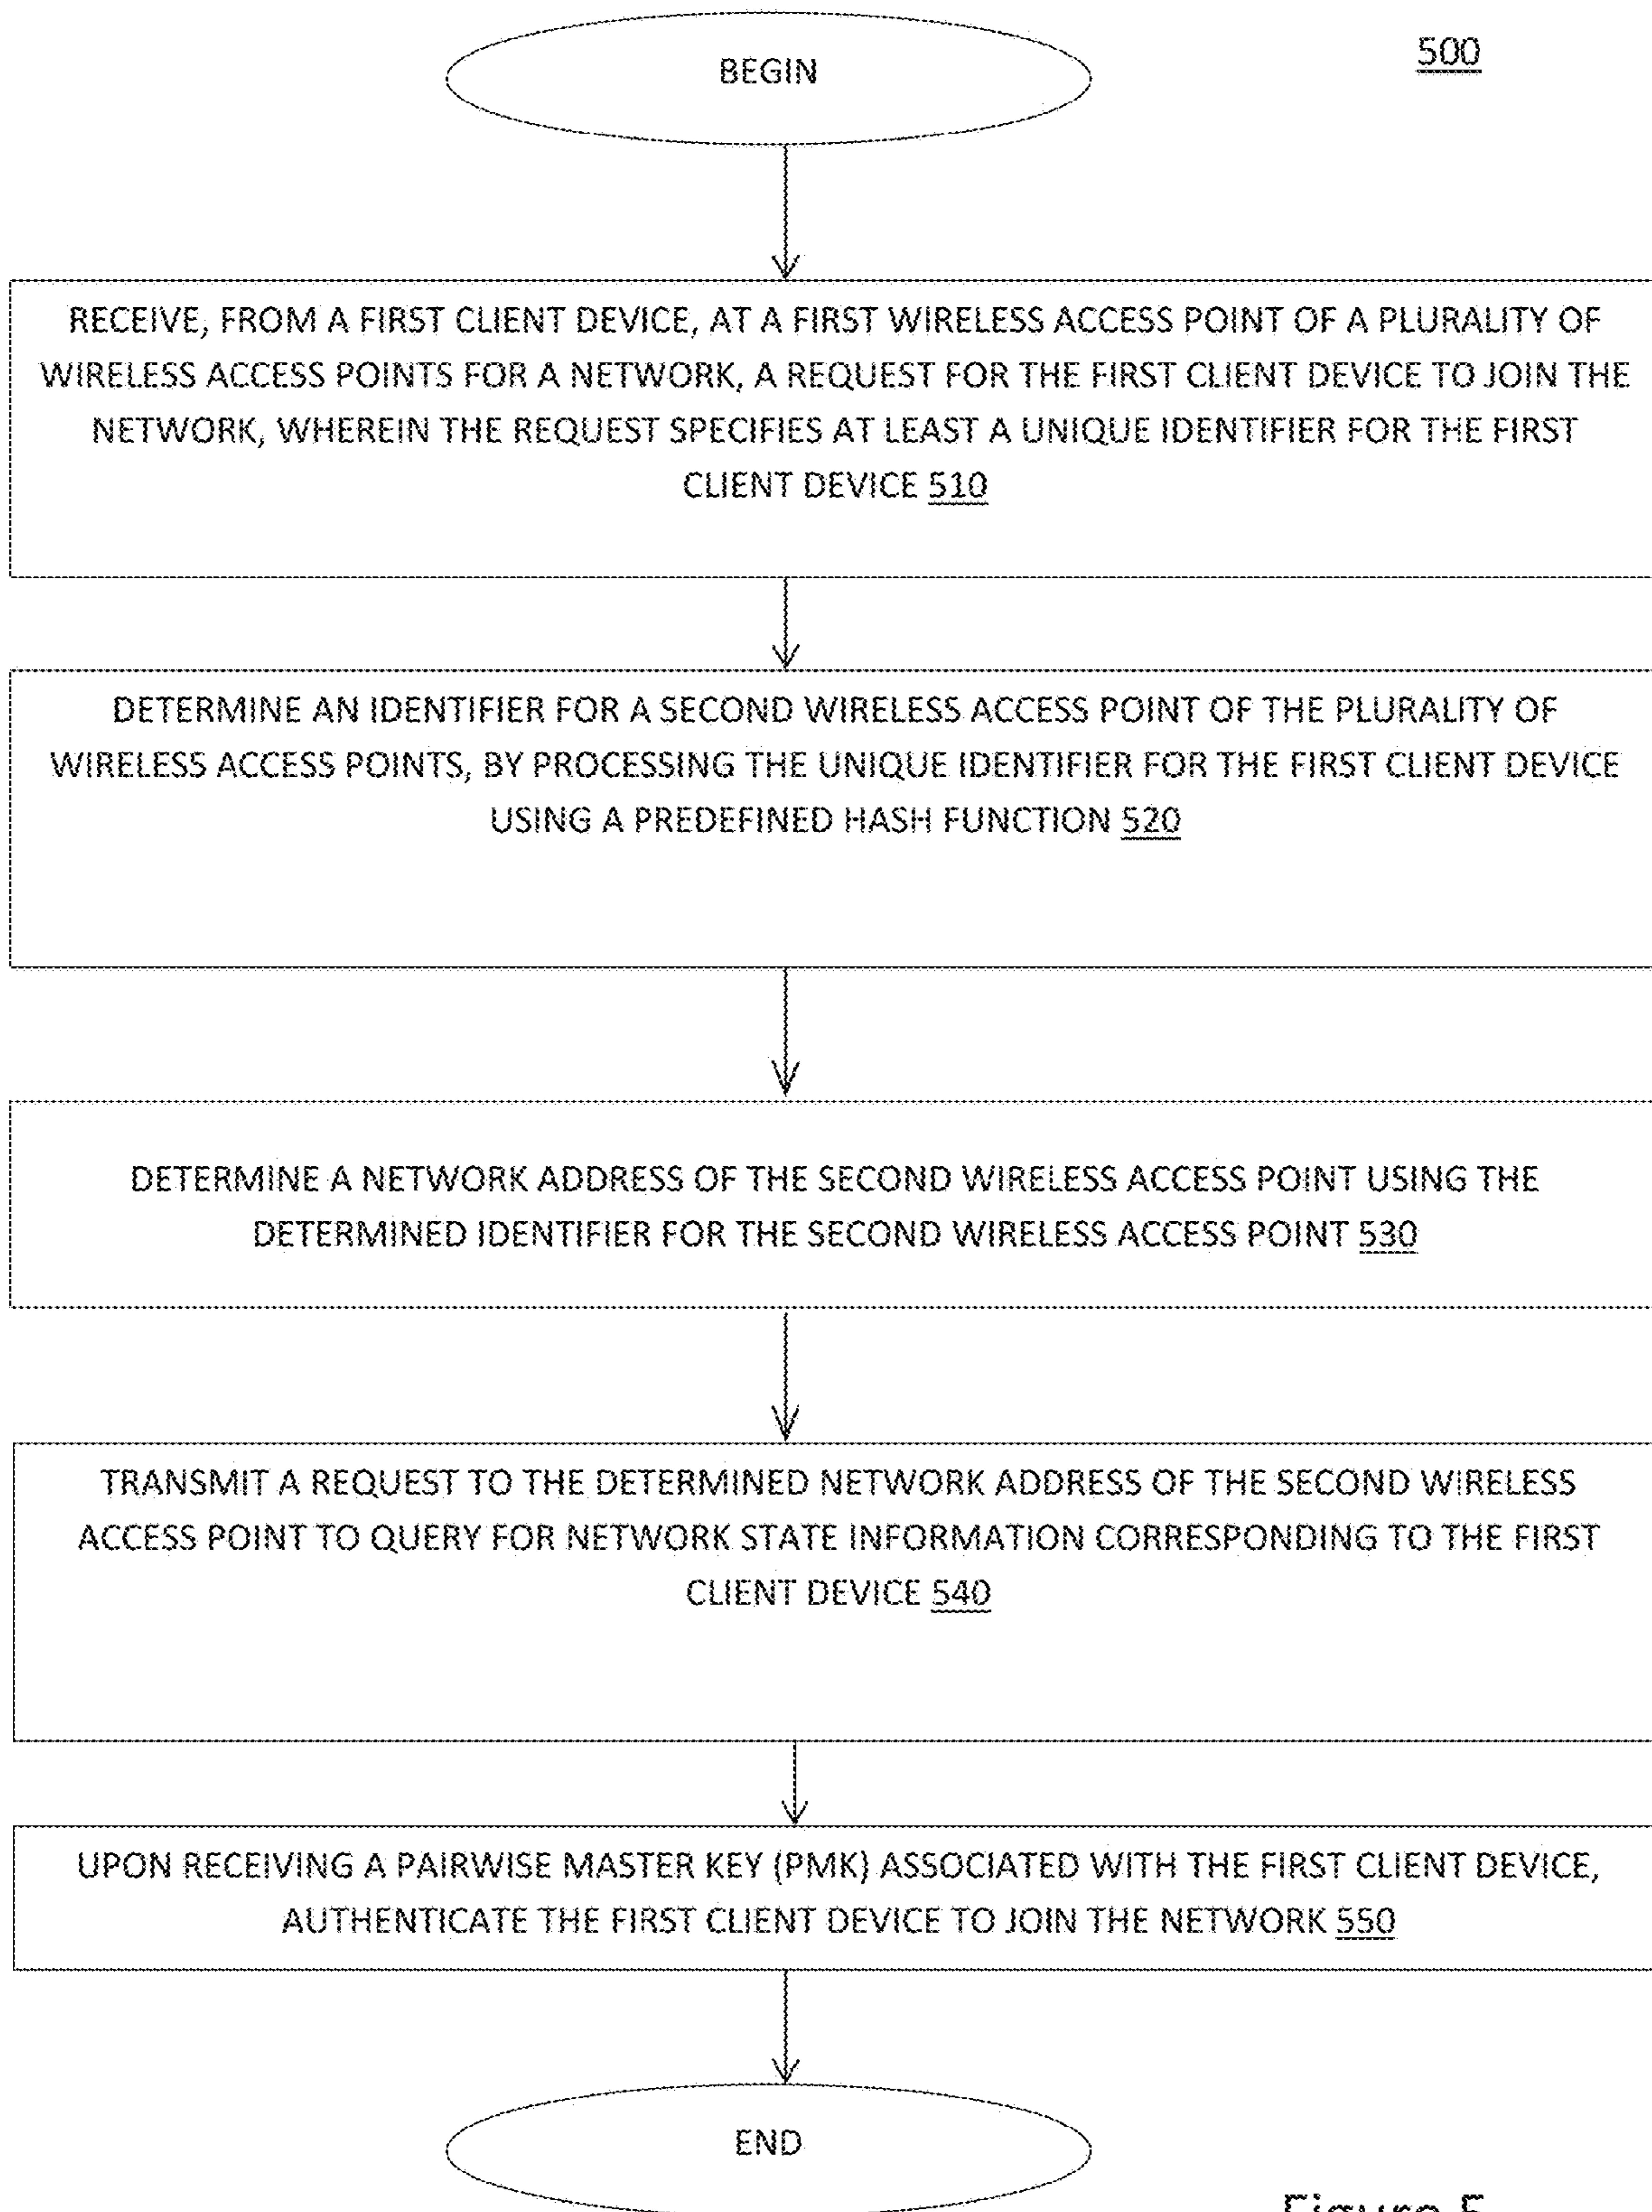 BEGIN
500
RECEIVE, FROM A FIRST CLIENT DEVICE, AT A FIRST WIRELESS ACCESS POINT OF A PLURALITY OF
WIRELESS ACCESS POINTS FOR A NETWORK, A REQUEST FOR THE FIRST CLIENT DEVICE TO JOIN THE
NETWORK, WHEREIN THE REQUEST SPECIFIES AT LEAST A UNIQUE IDENTIFIER FOR THE FIRST
CLIENT DEVICE 510
DETERMINE AN IDENTIFIER FOR A SECOND WIRELESS ACCESS POINT OF THE PLURALITY OF
WIRELESS ACCESS POINTS, BY PROCESSING THE UNIQUE IDENTIFIER FOR THE FIRST CLIENT DEVICE
USING A PREDEFINED HASH FUNCTION 520
DETERMINE A NETWORK ADDRESS OF THE SECOND WIRELESS ACCESS POINT USING THE
DETERMINED IDENTIFIER FOR THE SECOND WIRELESS ACCESS POINT 530
TRANSMIT A REQUEST TO THE DETERMINED NETWORK ADDRESS OF THE SECOND WIRELESS
ACCESS POINT TO QUERY FOR NETWORK STATE INFORMATION CORRESPONDING TO THE FIRST
CLIENT DEVICE 540
UPON RECEIVING A PAIRWISE MASTER KEY (PMK) ASSOCIATED WITH THE FIRST CLIENT DEVICE,
AUTHENTICATE THE FIRST CLIENT DEVICE TO JOIN THE NETWORK 550
END
Figure 5